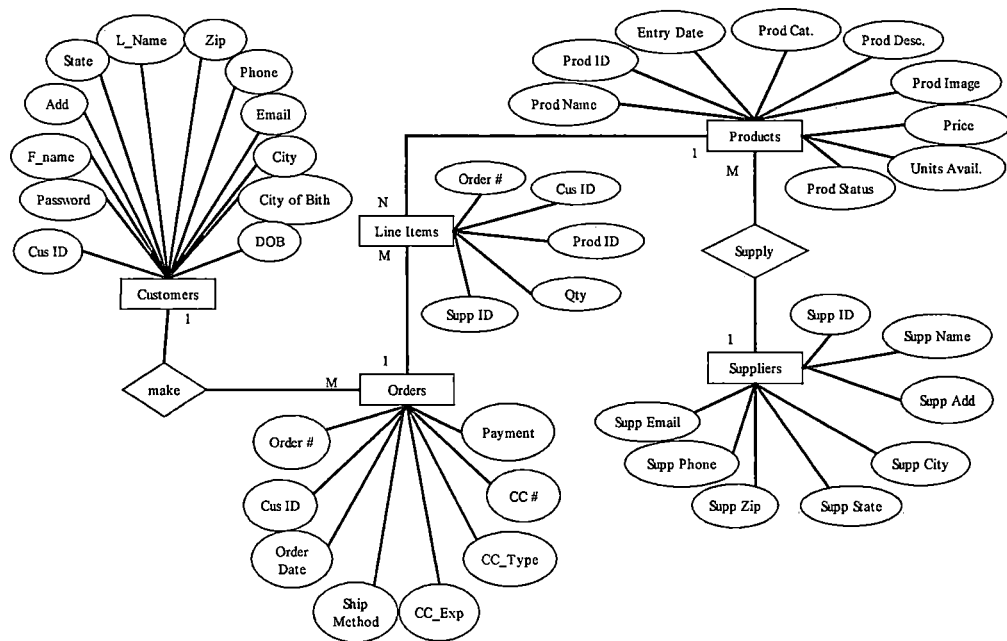 L_Name
Zip
State
Phone
Add
Email
F_name
City
Password
City of Bith
Cus ID
DOB
Customers
1
make
M
Entry Date
Prod Cat.
Prod Desc.
Prod ID
Prod Image
Prod Name
Price
Products
1
M
Units Avail.
Prod Status
Order #
Cus ID
N
Line Items
M
Prod ID
Qty
Supp ID
Supply
1
Supp ID
Supp Name
Suppliers
Supp Add
Supp Email
Supp Phone
Supp City
Supp Zip
Supp State
1
Orders
Order #
Payment
Cus ID
CC #
Order
Date
CC_Type
Ship
Method
CC_Exp